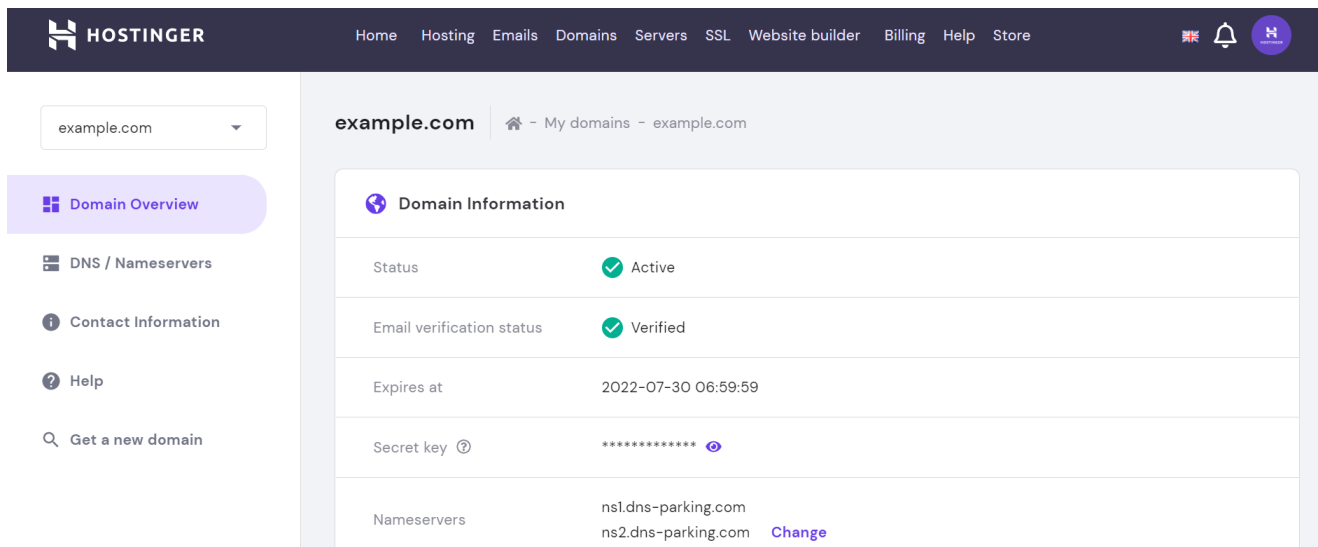 HOSTINGER
Home Hosting Emails Domains Servers SSL Website builder Billing Help Store
HOSTINGER
example.com
example.com - My domains - example.com
Domain Overview
DNS / Nameservers
Contact Information
Help
Get a new domain
Domain Information
Status Active
Email verification status Verified
Expires at 2022-07-30 06:59:59
Secret key *************
Nameservers ns1.dns-parking.com
ns2.dns-parking.com Change